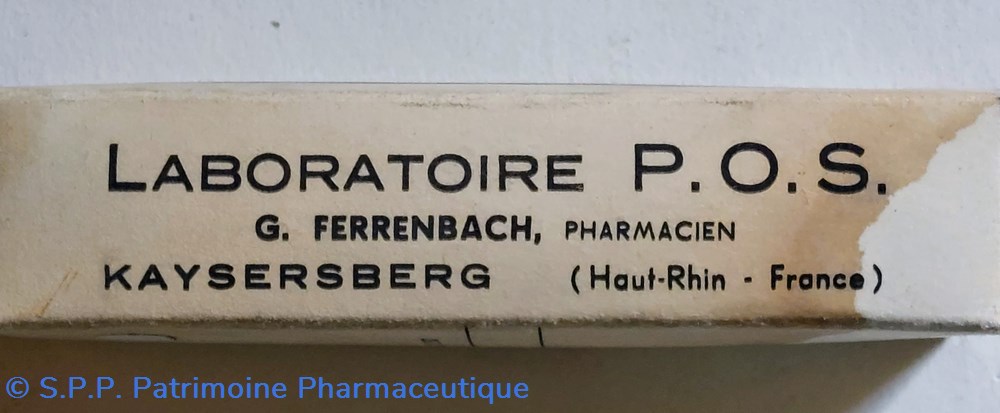 LABORATOIRE P.O.S.
G. FERRENBACH, PHARMACIEN
KAYSERSBERG (Haut-Rhin - France)
© S.P.P. Patrimoine Pharmaceutique